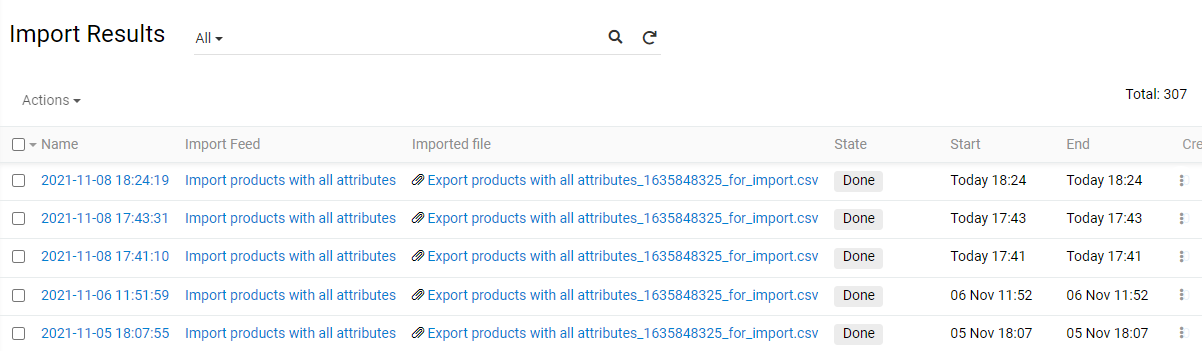 Import Results All
Actions Total: 307
Name Import Feed Imported file State Start End Cre
2021-11-08 18:24:19 Import products with all attributes Export products with all attributes_1635848325_for_import.csv Done Today 18:24 Today 18:24
2021-11-08 17:43:31 Import products with all attributes Export products with all attributes_1635848325_for_import.csv Done Today 17:43 Today 17:43
2021-11-08 17:41:10 Import products with all attributes Export products with all attributes_1635848325_for_import.csv Done Today 17:41 Today 17:41
2021-11-06 11:51:59 Import products with all attributes Export products with all attributes_1635848325_for_import.csv Done 06 Nov 11:52 06 Nov 11:52
2021-11-05 18:07:55 Import products with all attributes Export products with all attributes_1635848325_for_import.csv Done 05 Nov 18:07 05 Nov 18:07